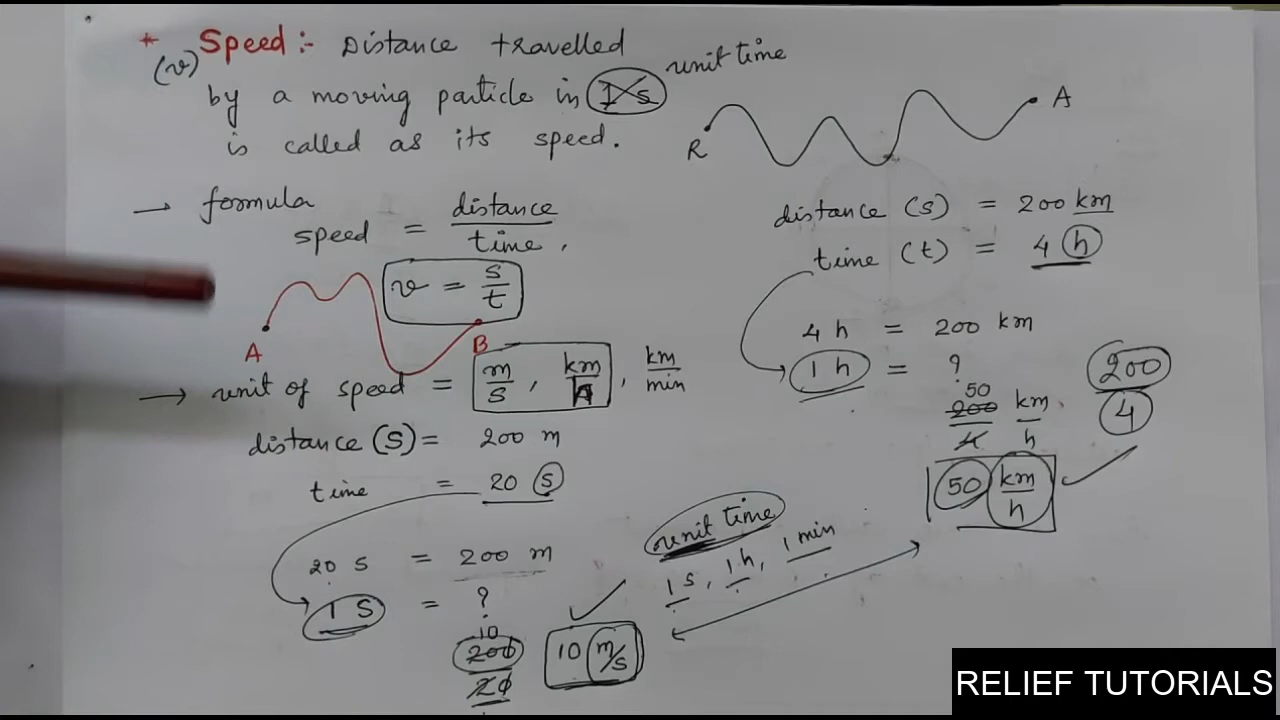 * Speed :- Distance travelled
(v)
by a moving particle in 1 s unit time
is called as its speed.
R
A
→ formula
speed = distance / time,
v = s / t
A
B
→ unit of speed = m/s, km/h, km/min
distance (S) = 200 m
time = 20 s
20 s = 200 m
1 S = ?
10
200 / 20
10 m/s
unit time
1 s, 1 h, 1 min
distance (s) = 200 km
time (t) = 4 h
4 h = 200 km
1 h = ?
50
200 / 4 km / h
200 / 4
50 km / h
RELIEF TUTORIALS